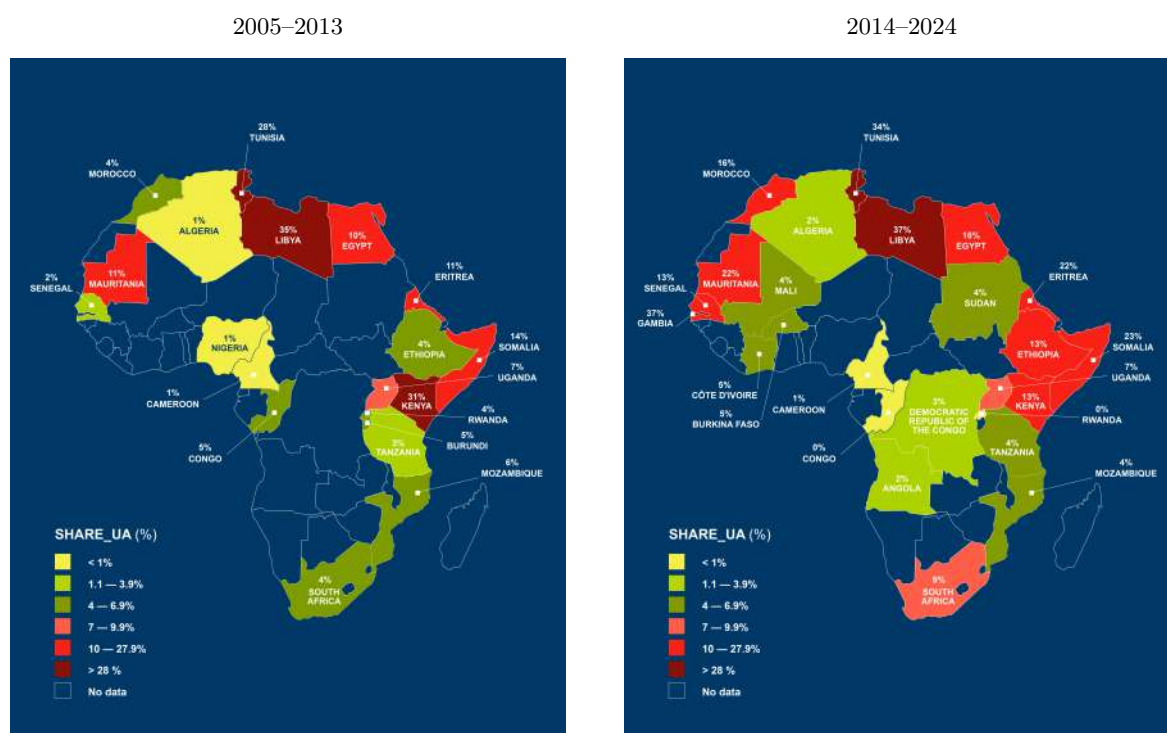 2005–2013
28%
TUNISIA
4%
MOROCCO
1%
ALGERIA
35%
LIBYA
10%
EGYPT
2%
SENEGAL
11%
MAURITANIA
11%
ERITREA
1%
NIGERIA
4%
ETHIOPIA
14%
SOMALIA
7%
UGANDA
1%
CAMEROON
31%
KENYA
4%
RWANDA
5%
CONGO
5%
BURUNDI
TANZANIA
6%
MOZAMBIQUE
4%
SOUTH
AFRICA
SHARE_UA (%)
< 1%
1.1 — 3.9%
4 — 6.9%
7 — 9.9%
10 — 27.9%
> 28 %
No data
2014–2024
34%
TUNISIA
16%
MOROCCO
2%
ALGERIA
37%
LIBYA
EGYPT
13%
SENEGAL
22%
MAURITANIA
4%
MALI
4%
SUDAN
22%
ERITREA
37%
GAMBIA
13%
ETHIOPIA
23%
SOMALIA
7%
UGANDA
5%
CÔTE D'IVOIRE
1%
CAMEROON
3%
DEMOCRATIC
REPUBLIC OF
THE CONGO
13%
KENYA
0%
RWANDA
5%
BURKINA FASO
0%
CONGO
4%
TANZANIA
4%
MOZAMBIQUE
2%
ANGOLA
9%
SOUTH
AFRICA
SHARE_UA (%)
< 1%
1.1 — 3.9%
4 — 6.9%
7 — 9.9%
10 — 27.9%
> 28 %
No data